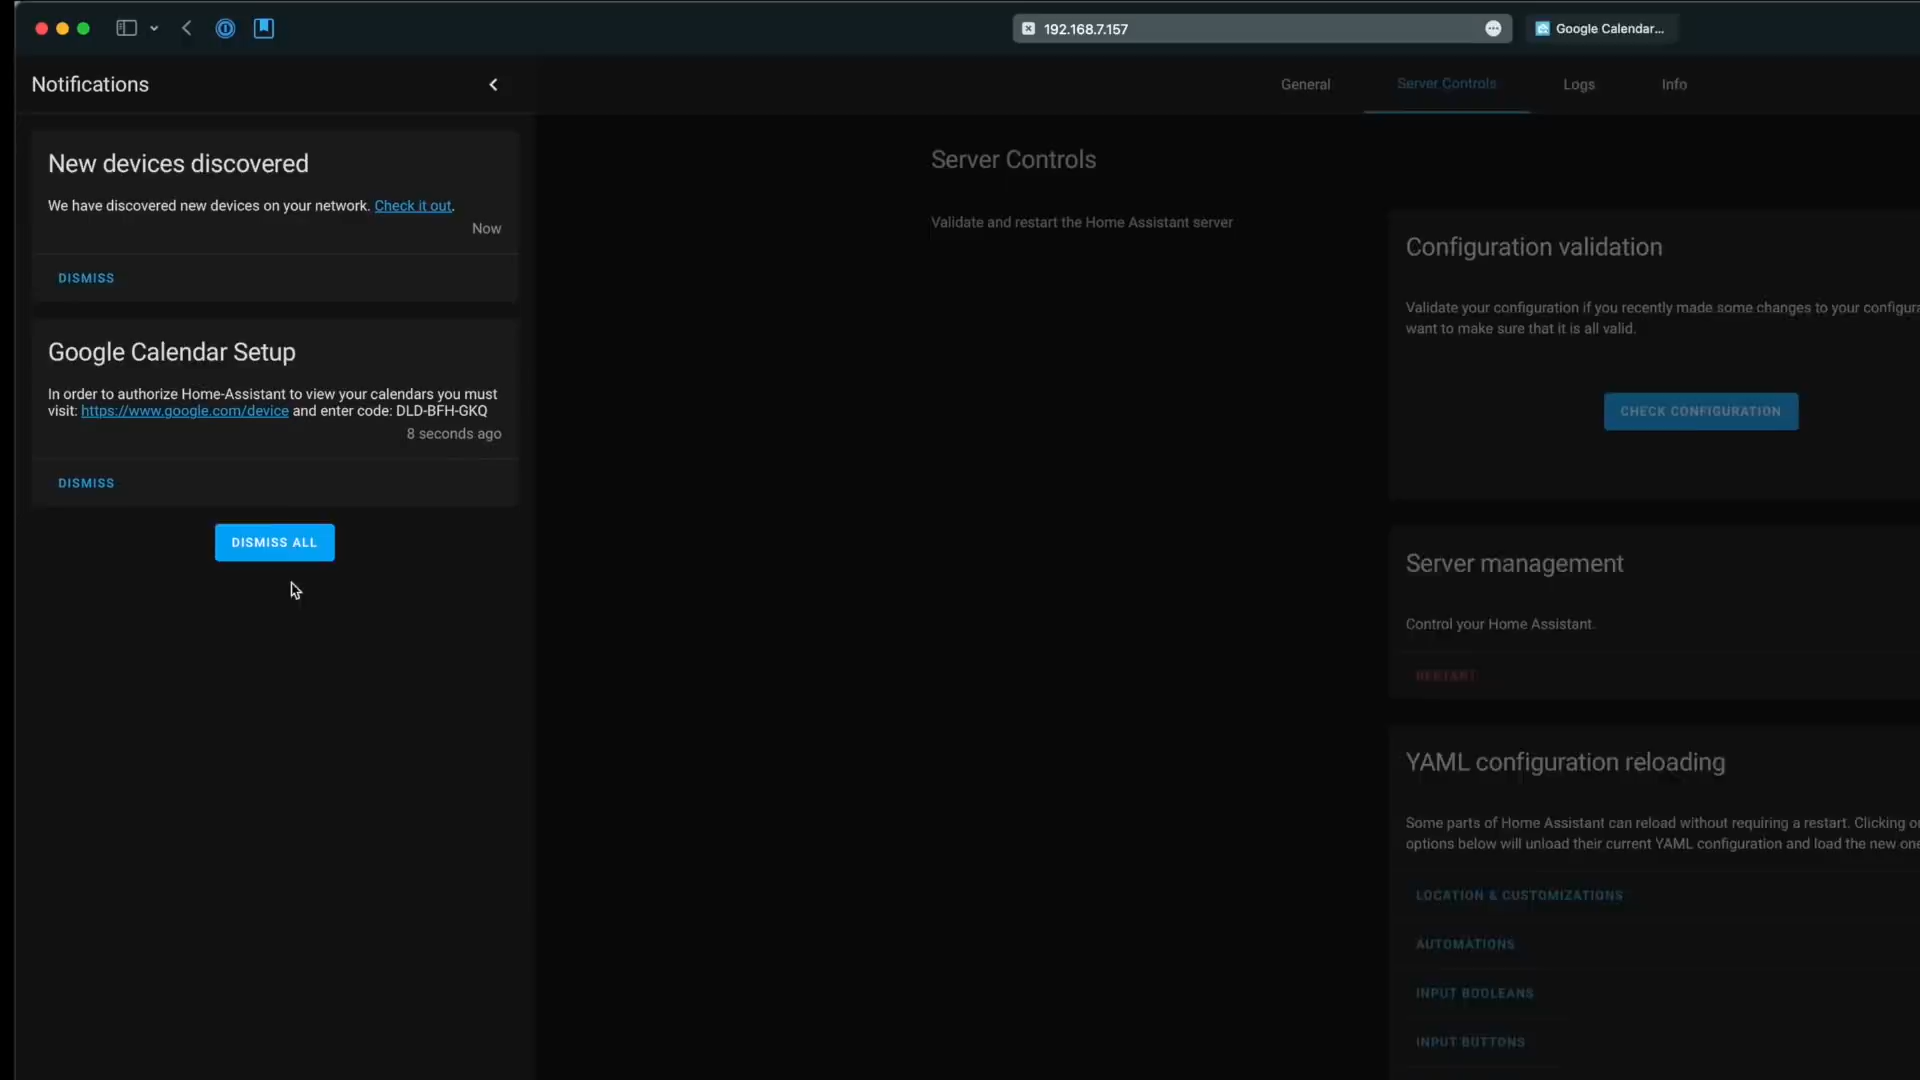 192.168.7.157
Google Calendar...
Notifications
General
Server Controls
Logs
Info
New devices discovered
We have discovered new devices on your network. Check it out.
Now
DISMISS
Google Calendar Setup
In order to authorize Home-Assistant to view your calendars you must
visit: https://www.google.com/device and enter code: DLD-BFH-GKQ
8 seconds ago
DISMISS
DISMISS ALL
Server Controls
Validate and restart the Home Assistant server
Configuration validation
Validate your configuration if you recently made some changes to your configura
want to make sure that it is all valid.
CHECK CONFIGURATION
Server management
Control your Home Assistant.
RESTART
YAML configuration reloading
Some parts of Home Assistant can reload without requiring a restart. Clicking o
options below will unload their current YAML configuration and load the new one
LOCATION & CUSTOMIZATIONS
AUTOMATIONS
INPUT BOOLEANS
INPUT BUTTONS